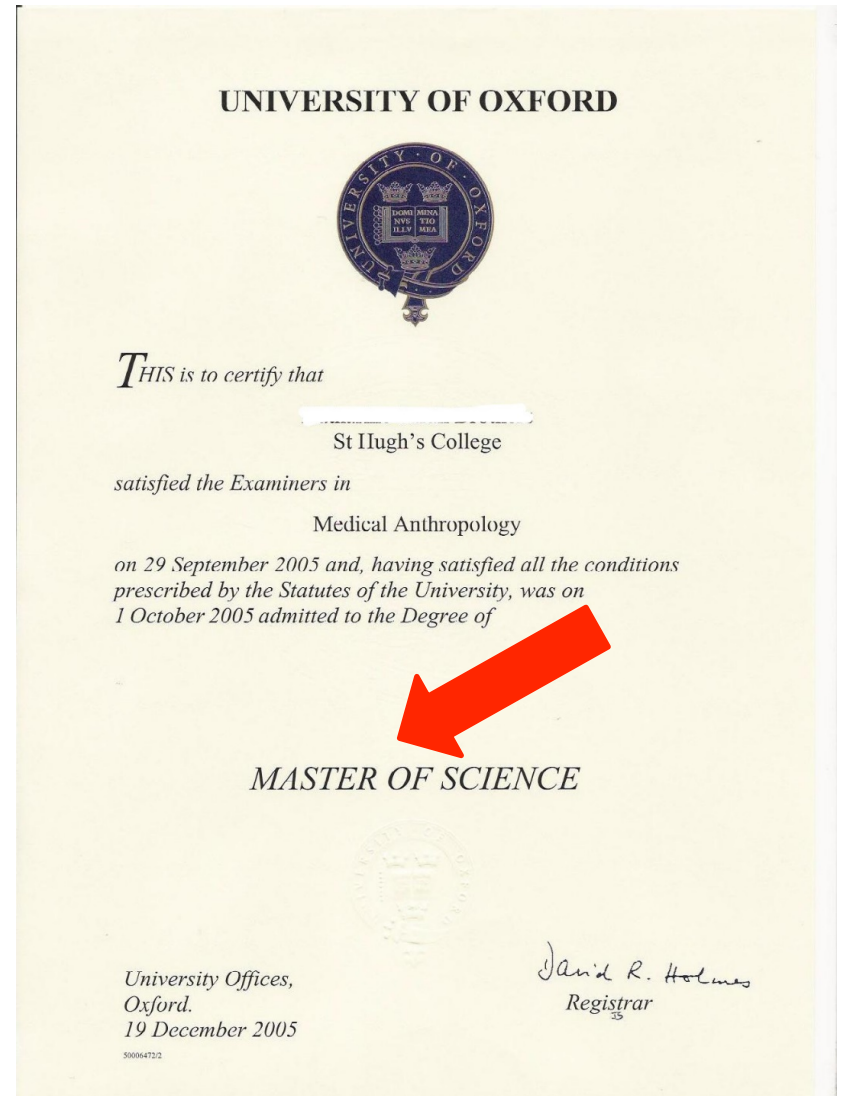 UNIVERSITY OF OXFORD
UNIVERSITY · OF · OXFORD
DOMI MINA
NVS TIO
ILLV MEA
THIS is to certify that
St Hugh's College
satisfied the Examiners in
Medical Anthropology
on 29 September 2005 and, having satisfied all the conditions
prescribed by the Statutes of the University, was on
1 October 2005 admitted to the Degree of
MASTER OF SCIENCE
University Offices,
Oxford.
19 December 2005
50006472/2
David R. Holmes
Registrar
JS